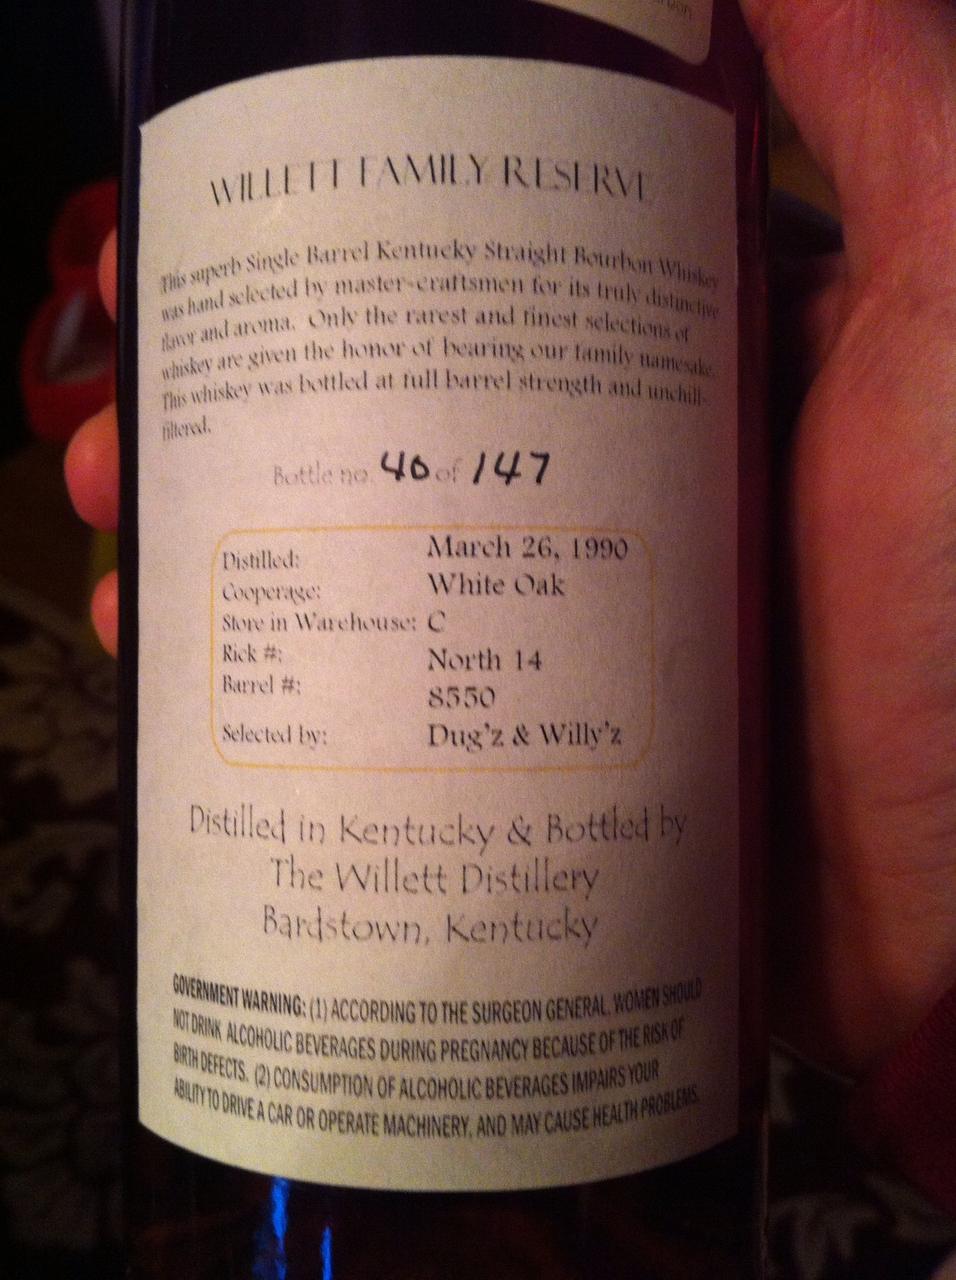 WILLETT FAMILY RESERVE
This superb Single Barrel Kentucky Straight Bourbon Whiskey
was hand selected by master-craftsmen for its truly distinctive
flavor and aroma. Only the rarest and finest selections of
whiskey are given the honor of bearing our family namesake.
This whiskey was bottled at full barrel strength and unchill-
filtered.
Bottle no. 40 of 147
Distilled: March 26, 1990
Cooperage: White Oak
Store in Warehouse: C
Rick #: North 14
Barrel #: 8550
Selected by: Dug'z & Willy'z
Distilled in Kentucky & Bottled by
The Willett Distillery
Bardstown, Kentucky
GOVERNMENT WARNING: (1) ACCORDING TO THE SURGEON GENERAL, WOMEN SHOULD
NOT DRINK ALCOHOLIC BEVERAGES DURING PREGNANCY BECAUSE OF THE RISK OF
BIRTH DEFECTS. (2) CONSUMPTION OF ALCOHOLIC BEVERAGES IMPAIRS YOUR
ABILITY TO DRIVE A CAR OR OPERATE MACHINERY, AND MAY CAUSE HEALTH PROBLEMS.